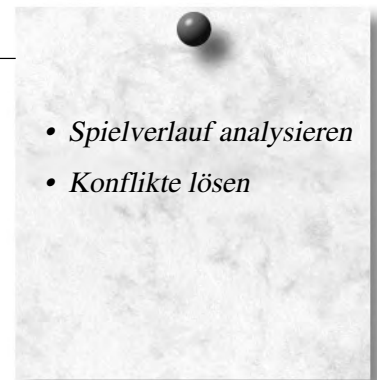 • Spielverlauf analysieren
• Konflikte lösen